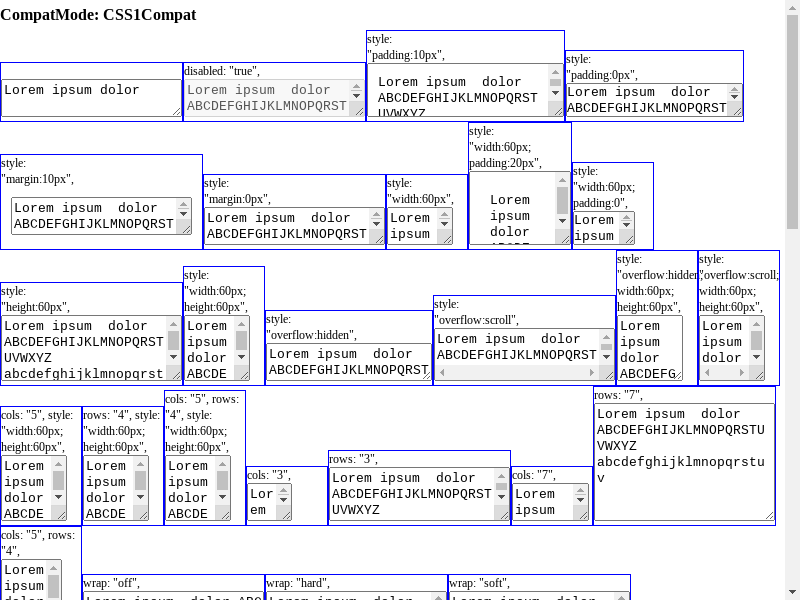 CompatMode: CSS1Compat
Lorem ipsum dolor
disabled: "true",
Lorem ipsum  dolor
ABCDEFGHIJKLMNOPQRST
style:
"padding:10px",
Lorem ipsum  dolor
ABCDEFGHIJKLMNOPQRST
UVWXYZ
style:
"padding:0px",
Lorem ipsum  dolor
ABCDEFGHIJKLMNOPQRST
style:
"margin:10px",
Lorem ipsum  dolor
ABCDEFGHIJKLMNOPQRST
style:
"margin:0px",
Lorem ipsum  dolor
ABCDEFGHIJKLMNOPQRST
style:
"width:60px",
Lorem
ipsum
style:
"width:60px;
padding:20px",
Lorem
ipsum
dolor
ABCDE
style:
"width:60px;
padding:0",
Lorem
ipsum
style:
"height:60px",
Lorem ipsum  dolor
ABCDEFGHIJKLMNOPQRST
UVWXYZ
abcdefghijklmnopqrst
style:
"width:60px;
height:60px",
Lorem
ipsum
dolor
ABCDE
style:
"overflow:hidden",
Lorem ipsum  dolor
ABCDEFGHIJKLMNOPQRST
style:
"overflow:scroll",
Lorem ipsum  dolor
ABCDEFGHIJKLMNOPQRST
style:
"overflow:hidden;
width:60px;
height:60px",
Lorem
ipsum
dolor
ABCDEFG
style:
"overflow:scroll;
width:60px;
height:60px",
Lorem
ipsum
dolor
cols: "5", style:
"width:60px;
height:60px",
Lorem
ipsum
dolor
ABCDE
rows: "4", style:
"width:60px;
height:60px",
Lorem
ipsum
dolor
ABCDE
cols: "5", rows:
"4", style:
"width:60px;
height:60px",
Lorem
ipsum
dolor
ABCDE
cols: "3",
Lor
em
rows: "3",
Lorem ipsum  dolor
ABCDEFGHIJKLMNOPQRST
UVWXYZ
cols: "7",
Lorem
ipsum
rows: "7",
Lorem ipsum  dolor
ABCDEFGHIJKLMNOPQRSTU
VWXYZ
abcdefghijklmnopqrstu
v
cols: "5", rows:
"4",
Lorem
ipsum
dolor
wrap: "off",
Lorem ipsum  dolor ABC
wrap: "hard",
Lorem ipsum  dolor
wrap: "soft",
Lorem ipsum  dolor